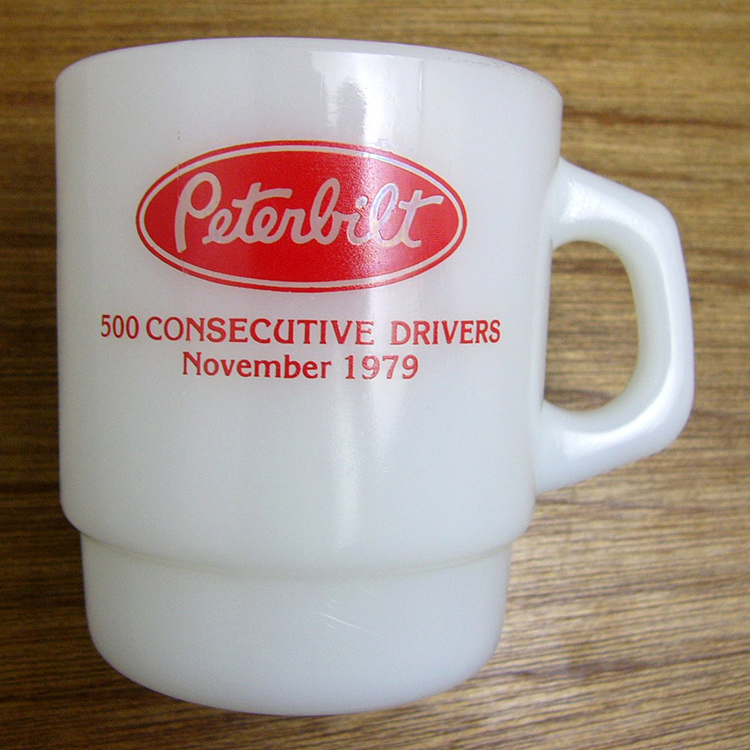 Peterbilt
500 CONSECUTIVE DRIVERS
November 1979